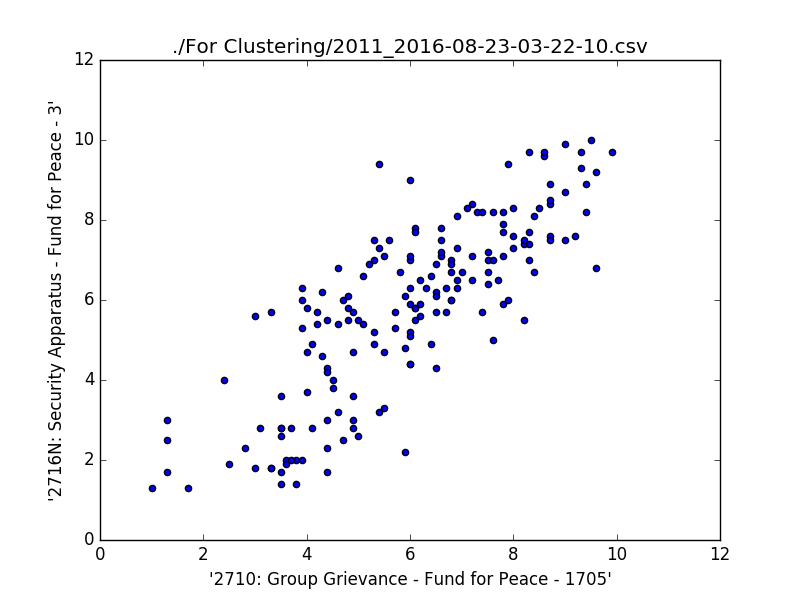 ./For Clustering/2011_2016-08-23-03-22-10.csv
'2716N: Security Apparatus - Fund for Peace - 3'
12
10
8
6
4
2
0
0 2 4 6 8 10 12
'2710: Group Grievance - Fund for Peace - 1705'